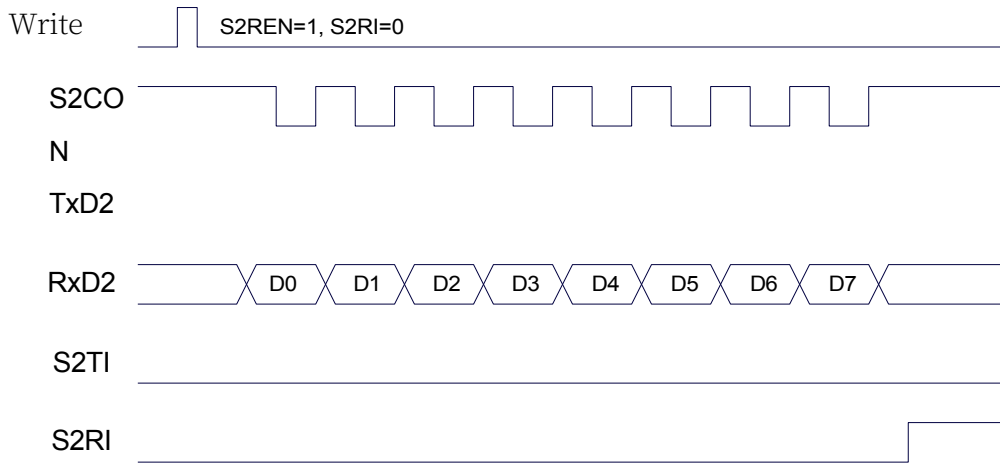 Write S2REN=1, S2RI=0
S2CO
N
TxD2
RxD2 D0 D1 D2 D3 D4 D5 D6 D7
S2TI
S2RI